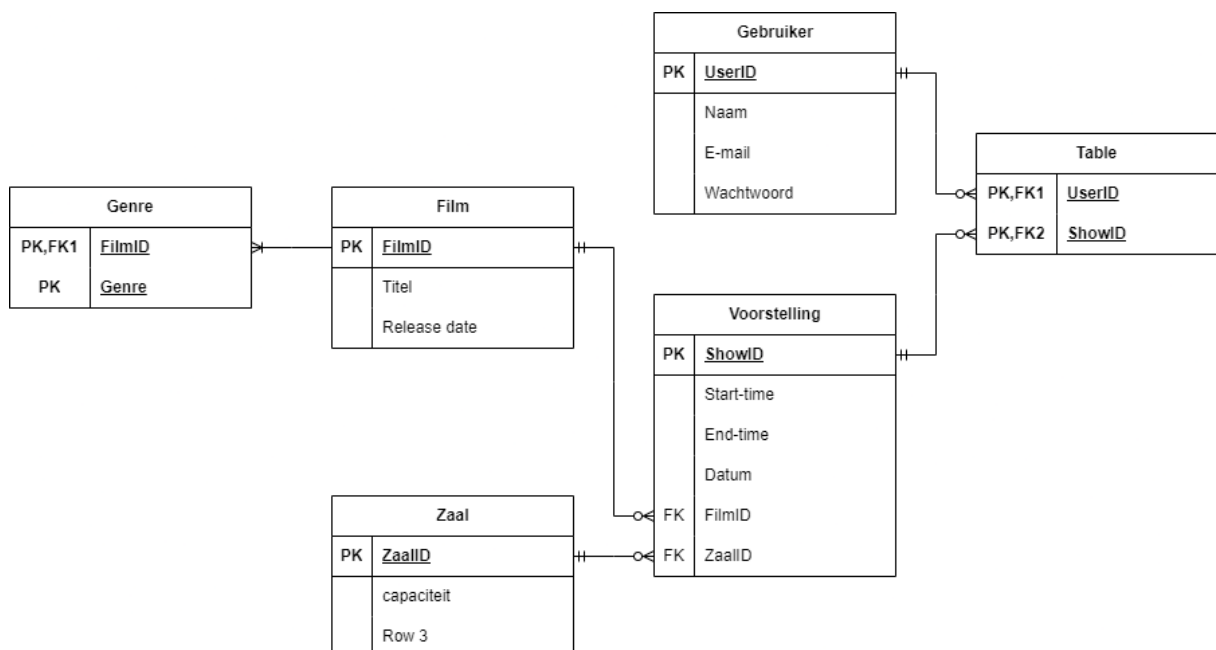 Gebruiker
PK UserID
Naam
E-mail
Wachtwoord
Table
PK,FK1 UserID
PK,FK2 ShowID
Genre
PK,FK1 FilmID
PK Genre
Film
PK FilmID
Titel
Release date
Voorstelling
PK ShowID
Start-time
End-time
Datum
FK FilmID
FK ZaalID
Zaal
PK ZaalID
capaciteit
Row 3